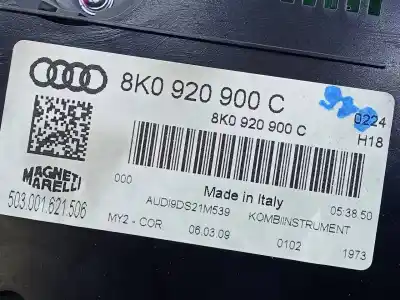 8K0 920 900 C
8K0 920 900 C
0224
H18
MAGNETI
MARELLI
503.001.621.506
000
Made in Italy
05:38.50
AUDI9DS21M539
KOMBIINSTRUMENT
MY2 - COR
06.03.09
0102
1973